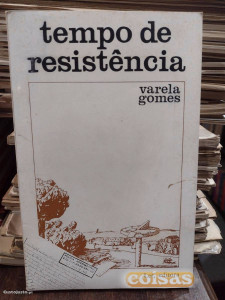 tempo de
resistência
varela
gomes
coisas